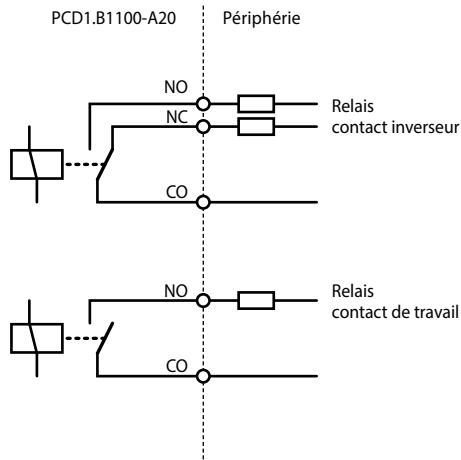 PCD1.B1100-A20
Périphérie
NO
NC
CO
Relais
contact inverseur
NO
CO
Relais
contact de travail